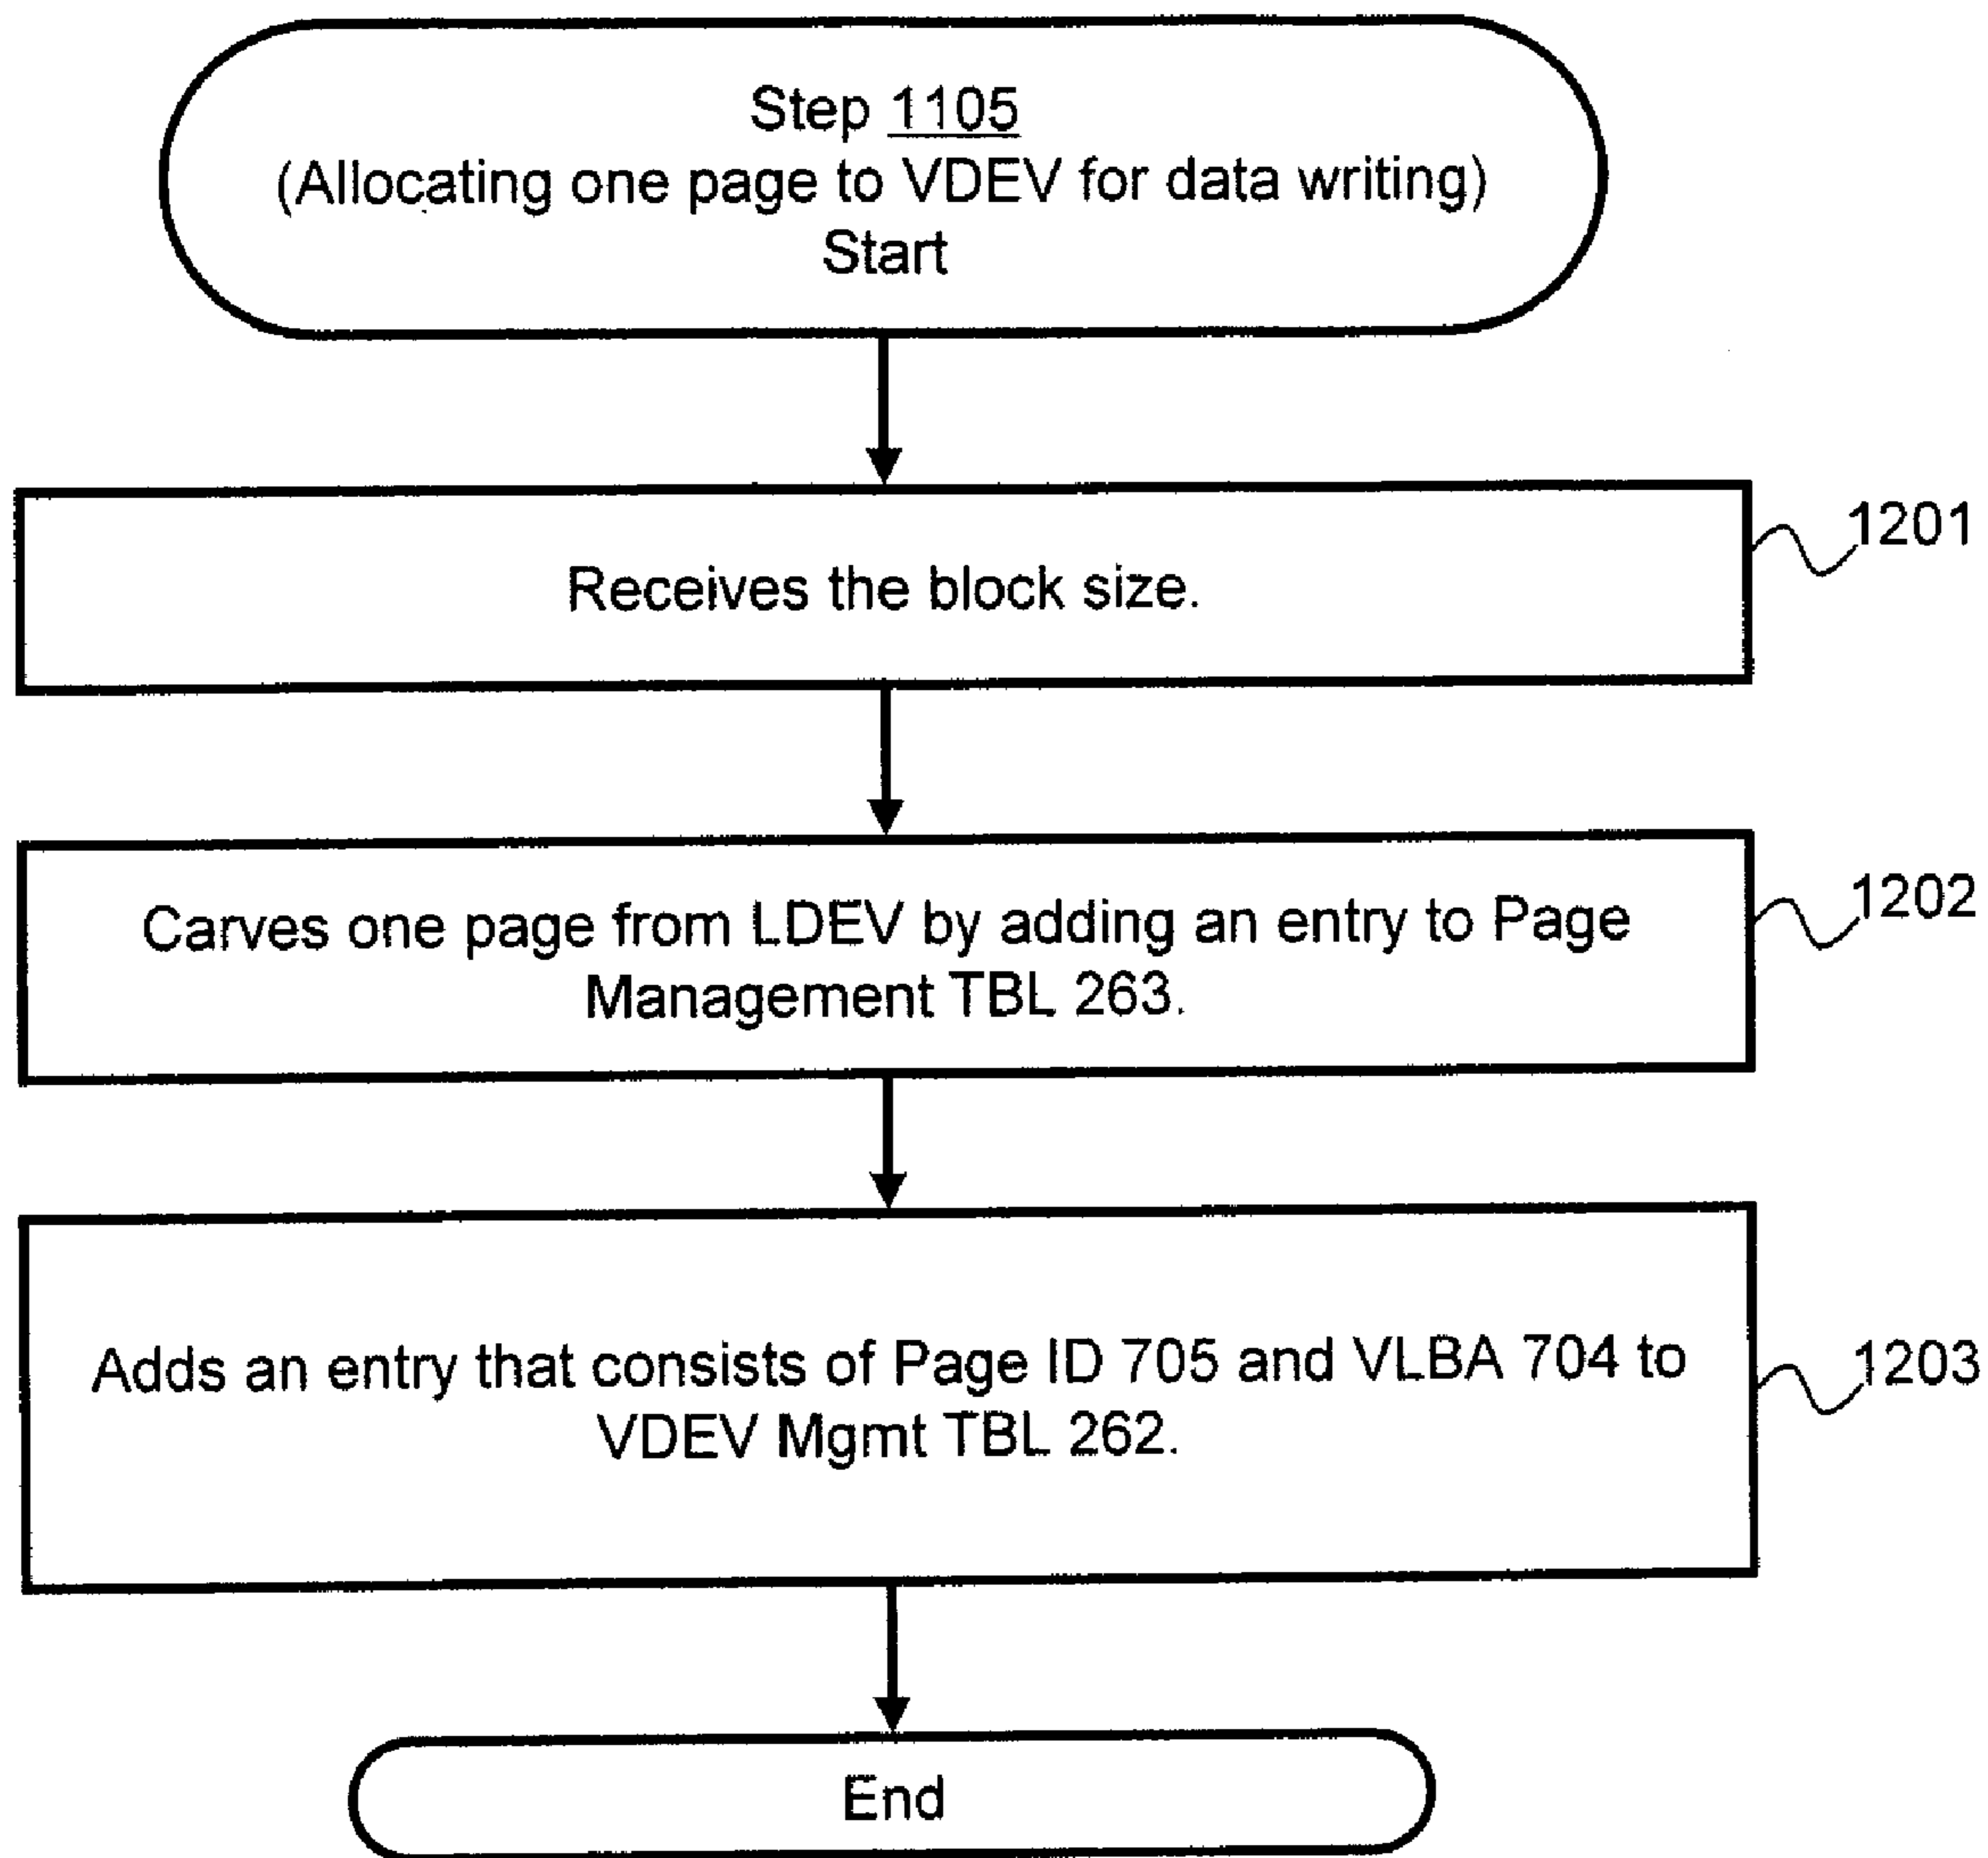 Step 1105
(Allocating one page to VDEV for data writing)
Start
1201
Receives the block size.
1202
Carves one page from LDEV by adding an entry to Page
Management TBL 263.
1203
Adds an entry that consists of Page ID 705 and VLBA 704 to
VDEV Mgmt TBL 262.
End